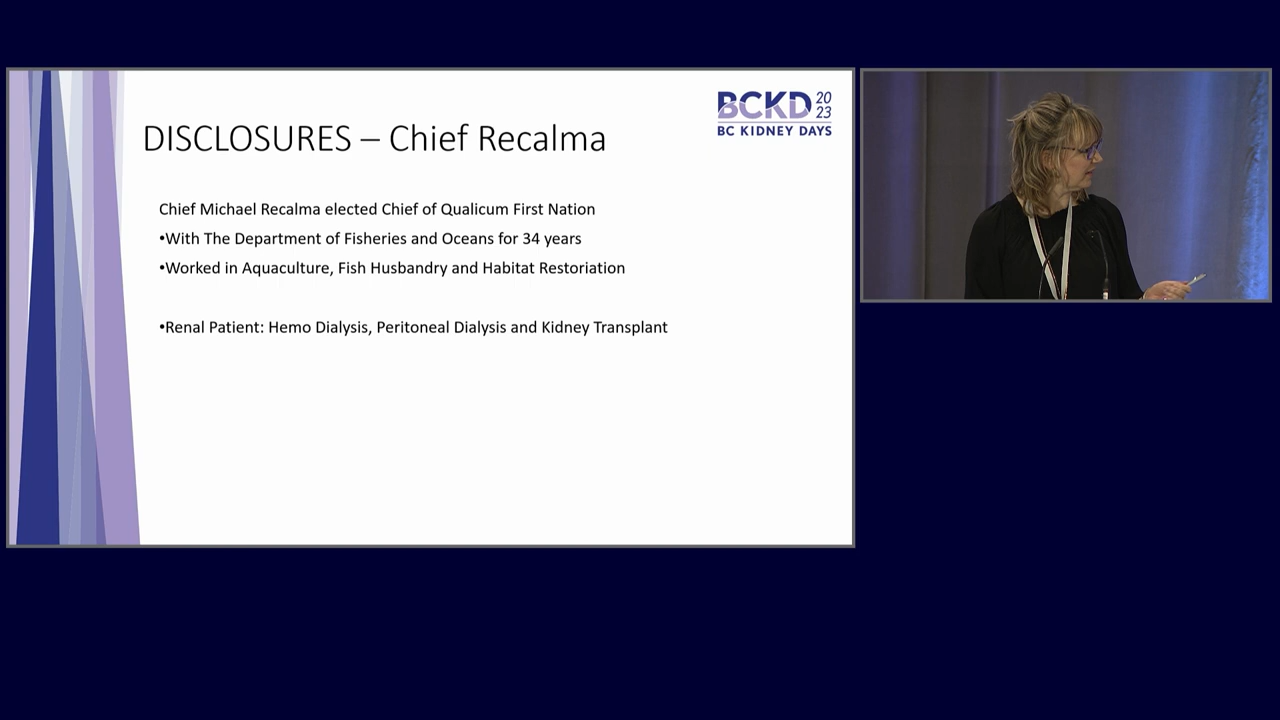 BCKD 20
23
BC KIDNEY DAYS
DISCLOSURES – Chief Recalma
Chief Michael Recalma elected Chief of Qualicum First Nation
•With The Department of Fisheries and Oceans for 34 years
•Worked in Aquaculture, Fish Husbandry and Habitat Restoriation
•Renal Patient: Hemo Dialysis, Peritoneal Dialysis and Kidney Transplant